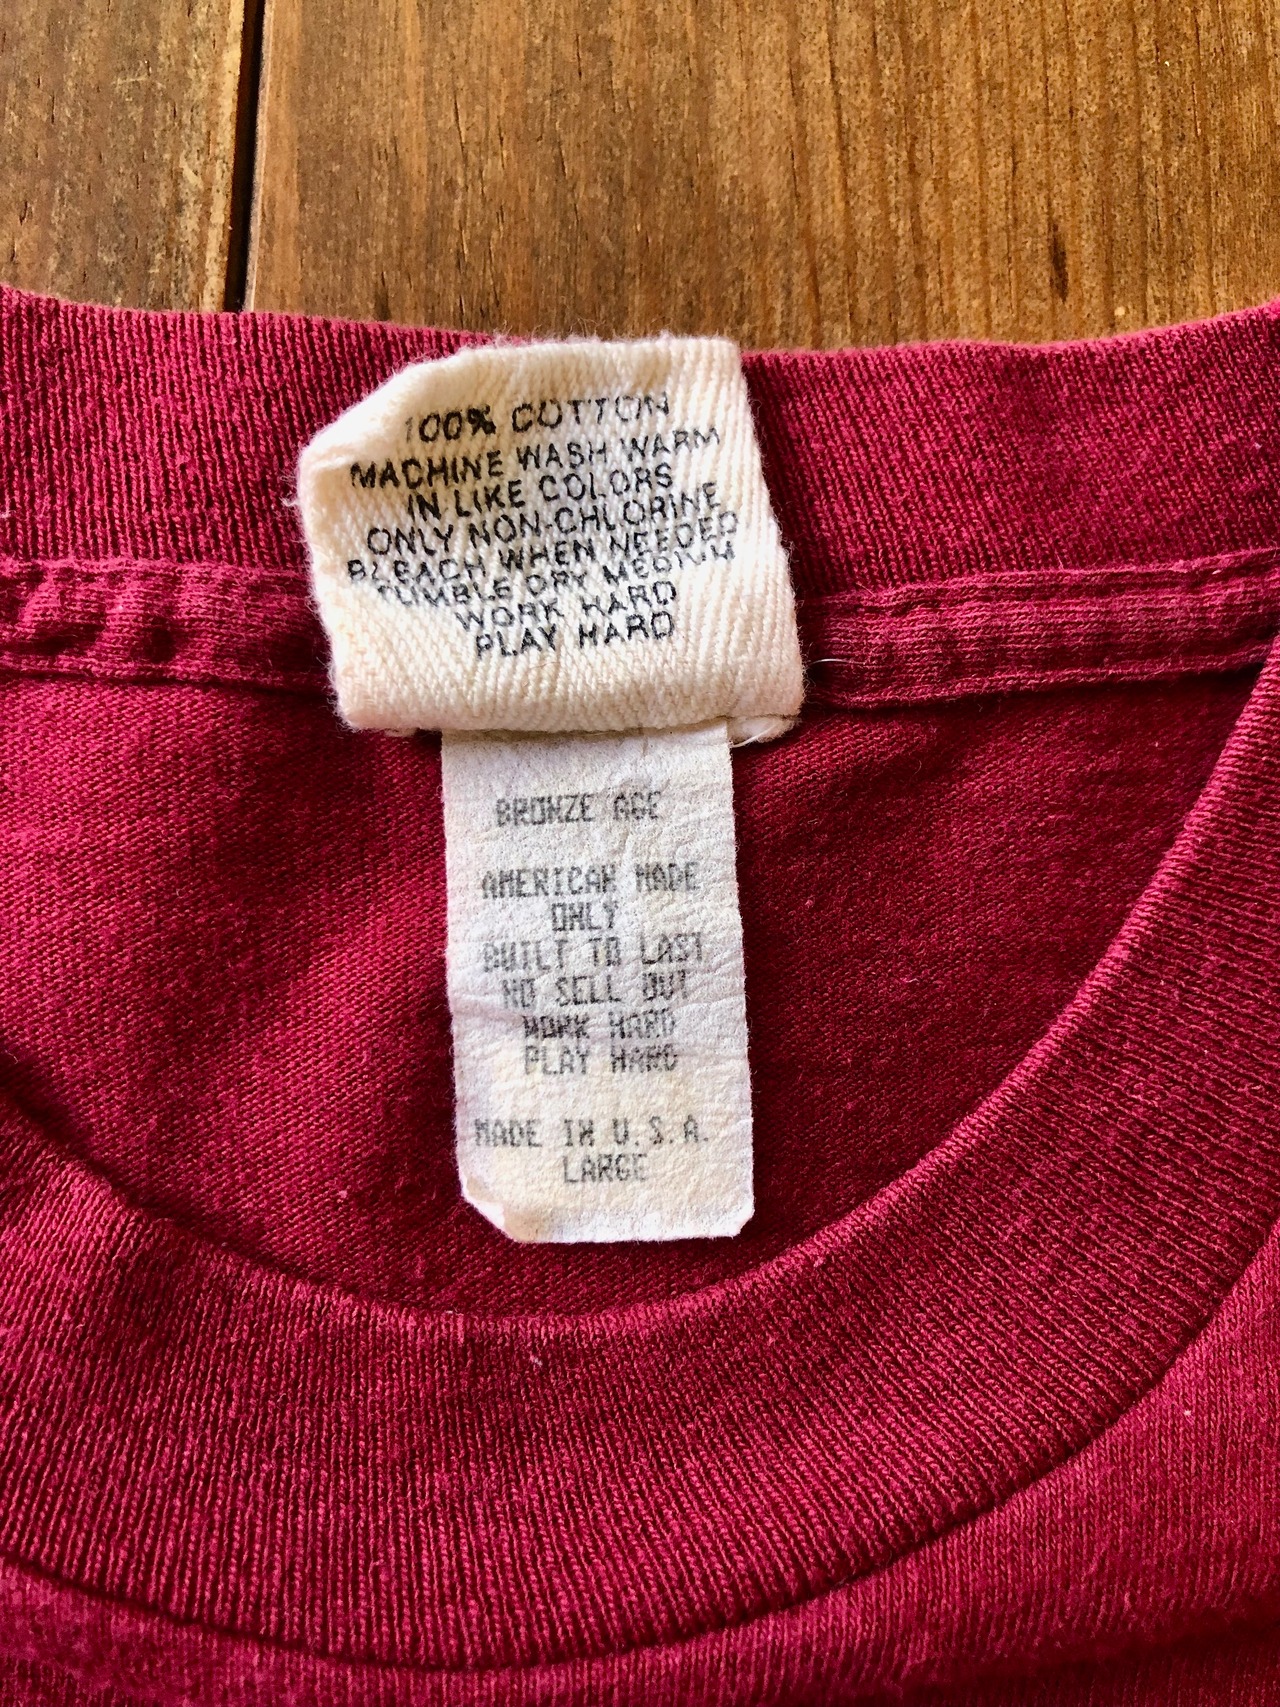 100% COTTON
MACHINE WASH WARM
IN LIKE COLORS
ONLY NON-CHLORINE
BLEACH WHEN NEEDED
TUMBLE DRY MEDIUM
WORK HARD
PLAY HARD
BRONZE AGE
AMERICAN MADE
ONLY
BUILT TO LAST
NO SELL OUT
WORK HARD
PLAY HARD
MADE IN U.S.A.
LARGE